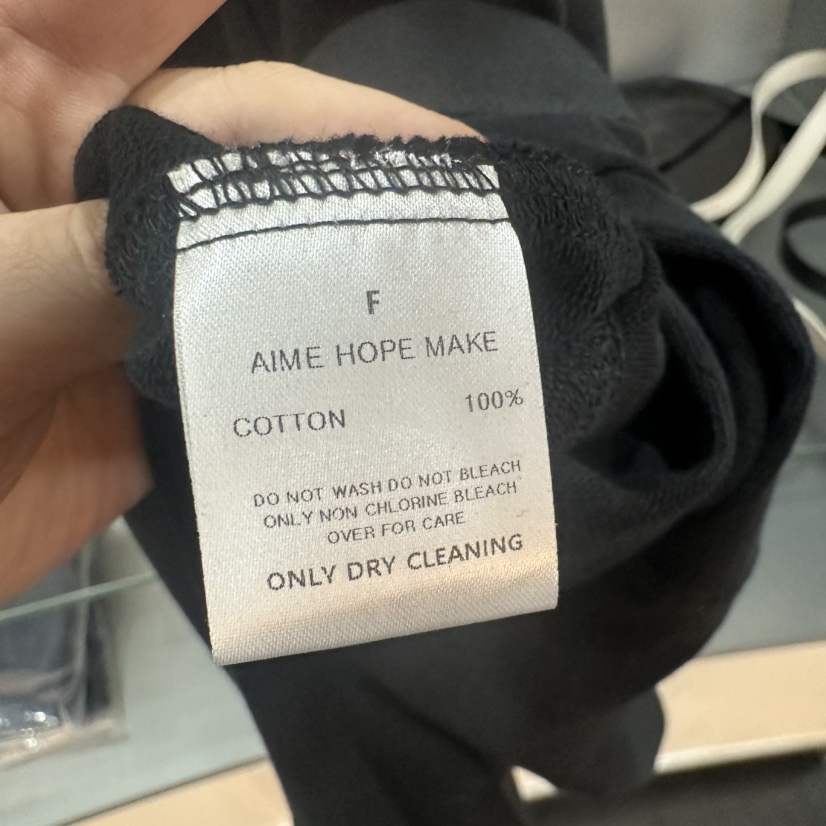 F
AIME HOPE MAKE
COTTON 100%
DO NOT WASH DO NOT BLEACH
ONLY NON CHLORINE BLEACH
OVER FOR CARE
ONLY DRY CLEANING